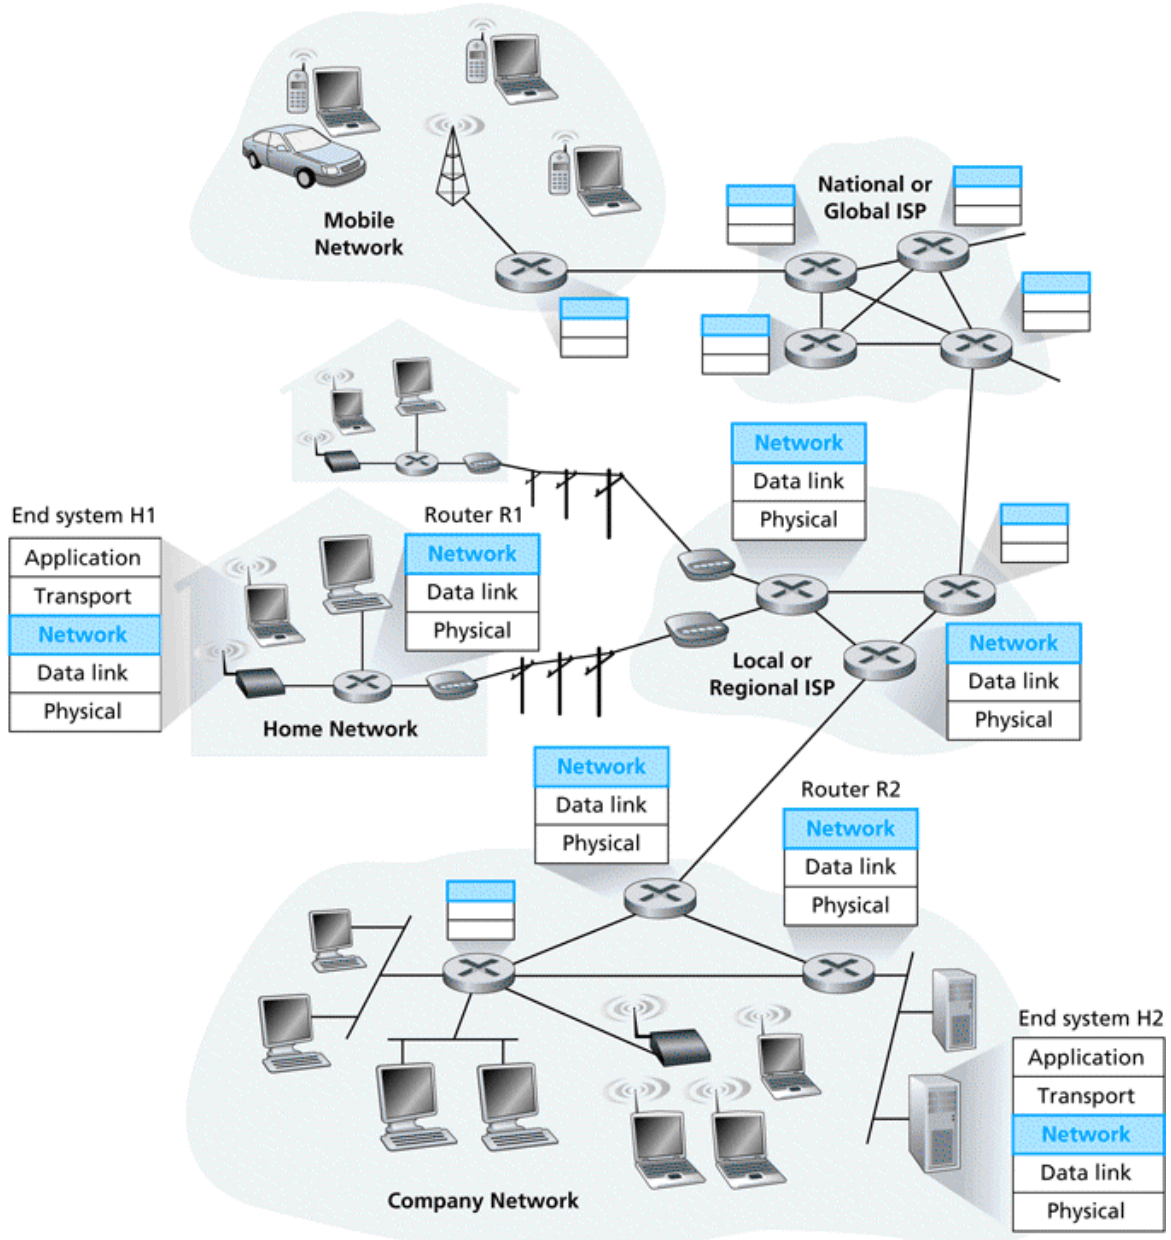 National or
Global ISP
Mobile
Network
Network
Data link
Physical
End system H1
Application
Transport
Network
Data link
Physical
Router R1
Network
Data link
Physical
Home Network
Local or
Regional ISP
Network
Data link
Physical
Network
Data link
Physical
Router R2
Network
Data link
Physical
End system H2
Application
Transport
Network
Data link
Physical
Company Network